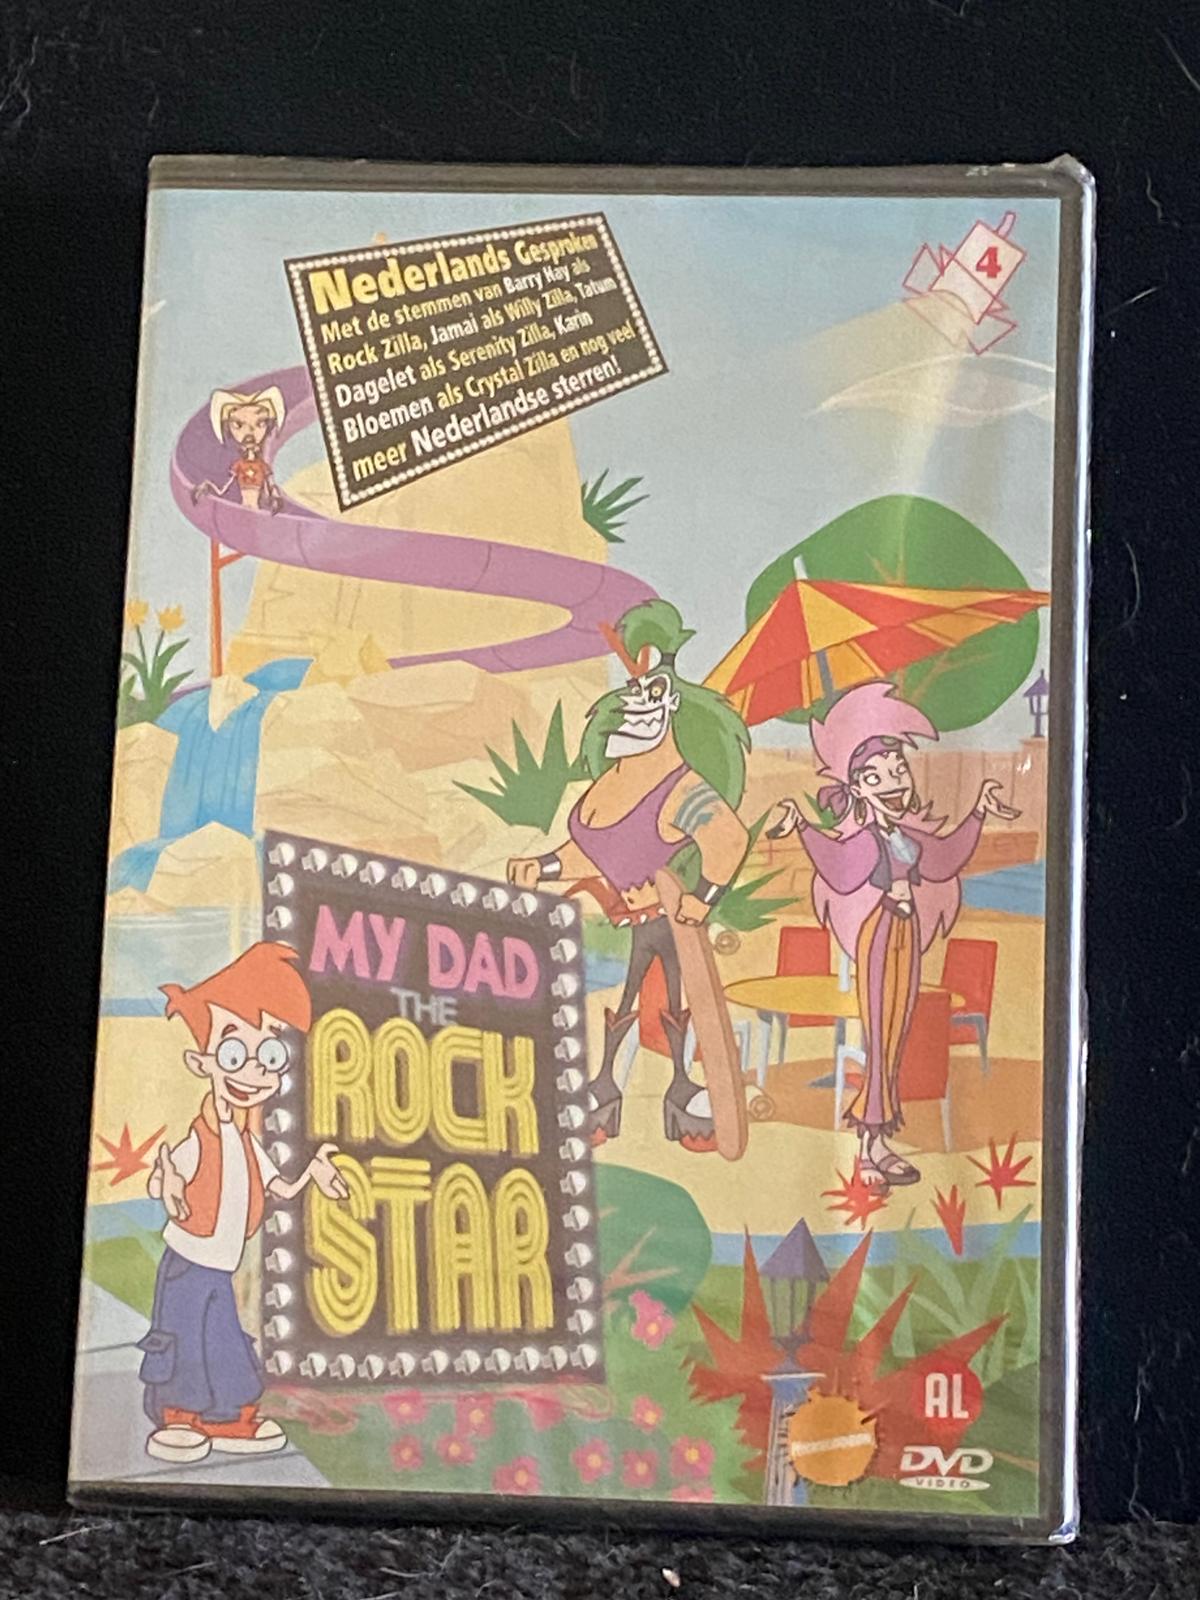 Nederlands Gesproken
Met de stemmen van Barry Hay als
Rock Zilla, Jamai als Willy Zilla, Tatum
Dagelet als Serenity Zilla, Karin
Bloemen als Crystal Zilla en nog veel
meer Nederlandse sterren!
4
MY DAD
THE
ROCK
STAR
AL
DVD
VIDEO